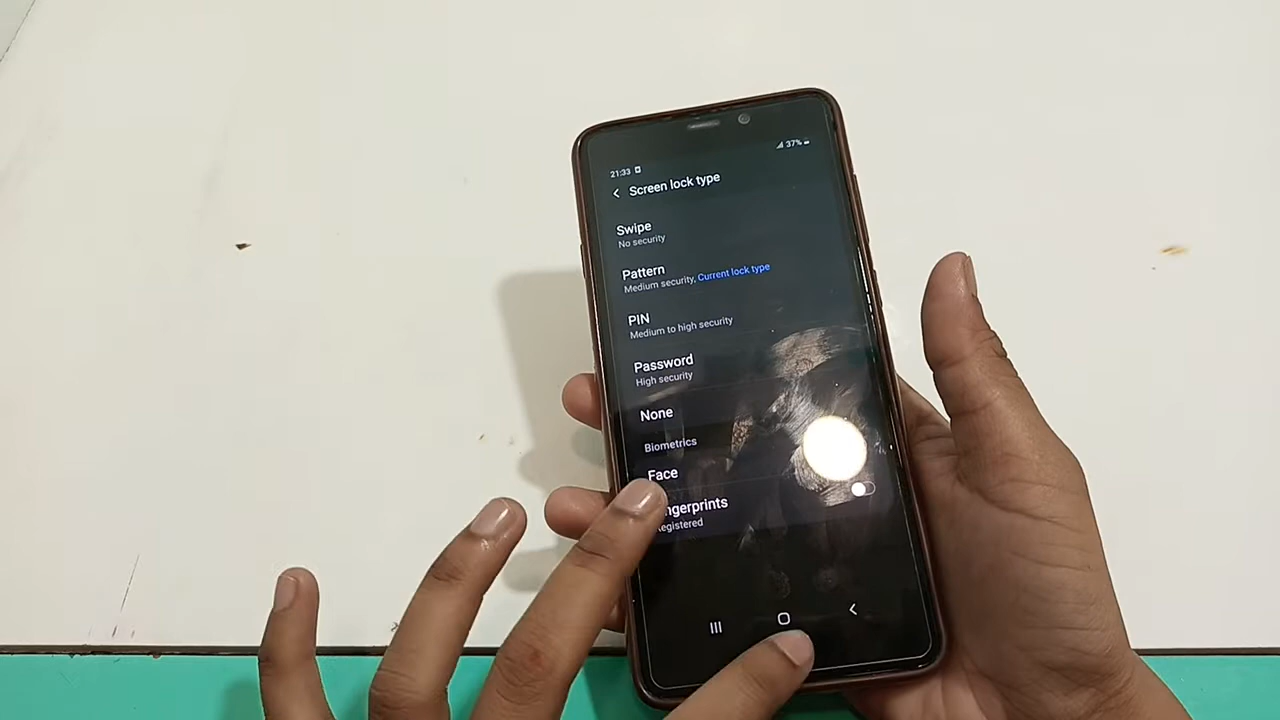 21:33
37%
Screen lock type
Swipe
No security
Pattern
Medium security, Current lock type
PIN
Medium to high security
Password
High security
None
Biometrics
Face
ngerprints
egistered